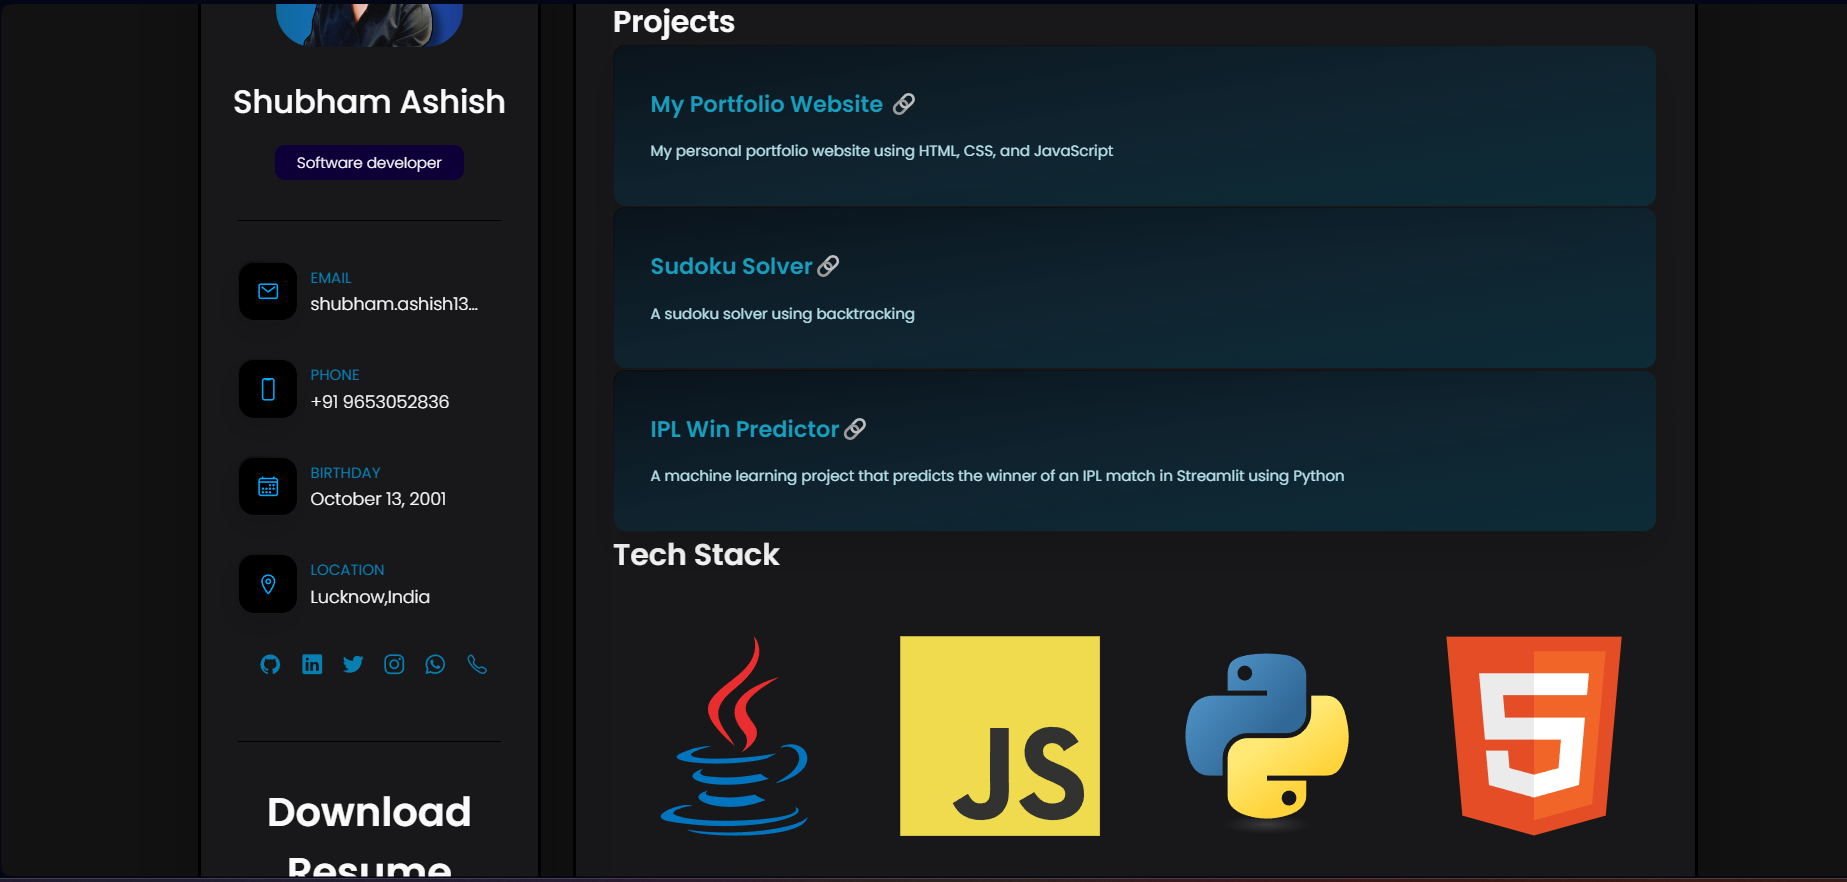 Shubham Ashish
Software developer
EMAIL
shubham.ashish13...
PHONE
+91 9653052836
BIRTHDAY
October 13, 2001
LOCATION
Lucknow,India
Download
Resume
Projects
My Portfolio Website
My personal portfolio website using HTML, CSS, and JavaScript
Sudoku Solver
A sudoku solver using backtracking
IPL Win Predictor
A machine learning project that predicts the winner of an IPL match in Streamlit using Python
Tech Stack
JS
5